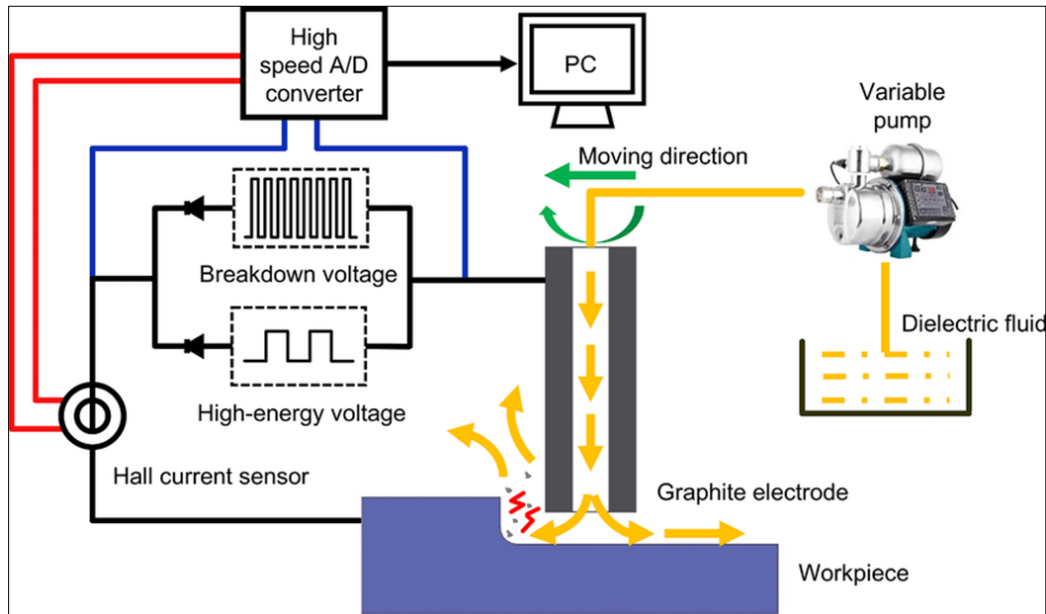 High
speed A/D
converter
PC
Variable
pump
Moving direction
Breakdown voltage
Dielectric fluid
High-energy voltage
Hall current sensor
Graphite electrode
Workpiece